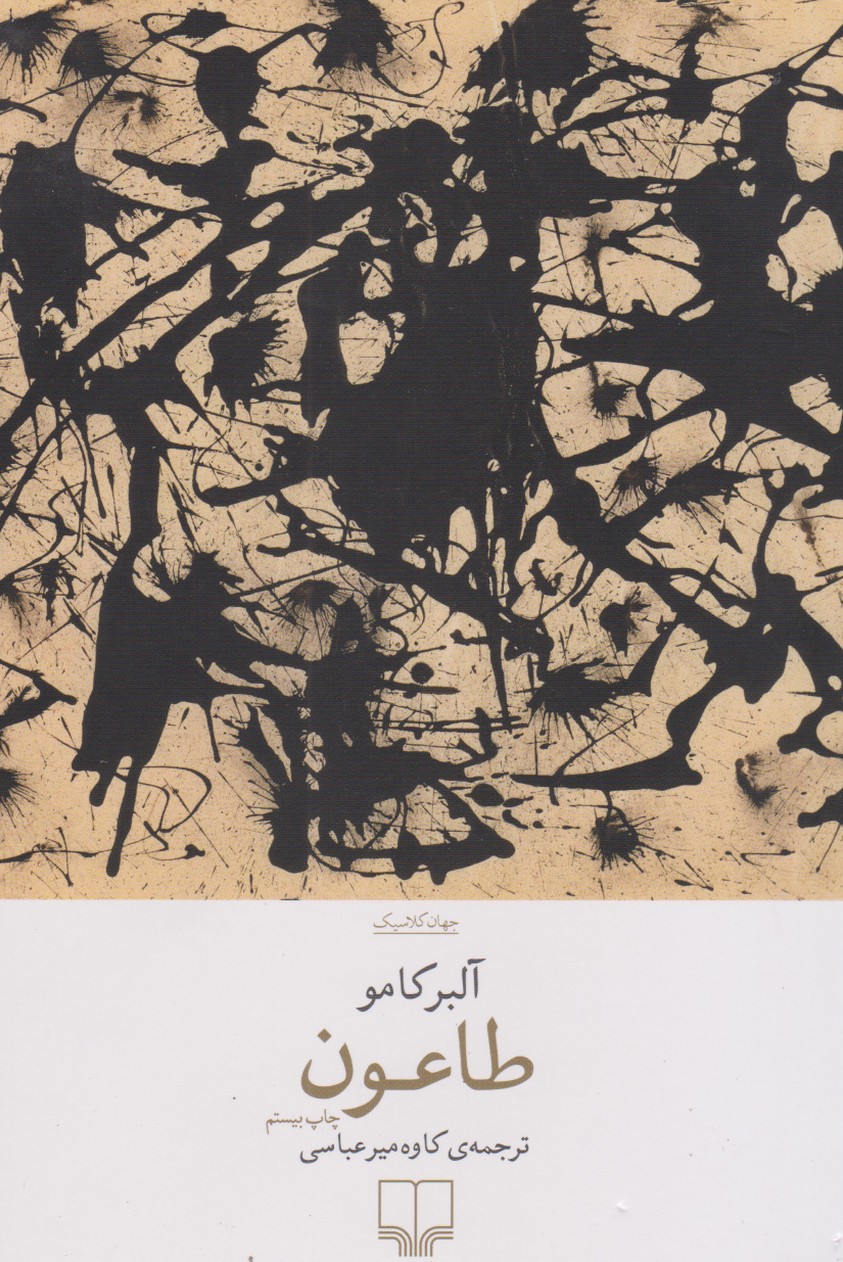 جهان کلاسیک
آلبر کامو
طاعون
چاپ بیستم
ترجمه‌ی کاوه میرعباسی